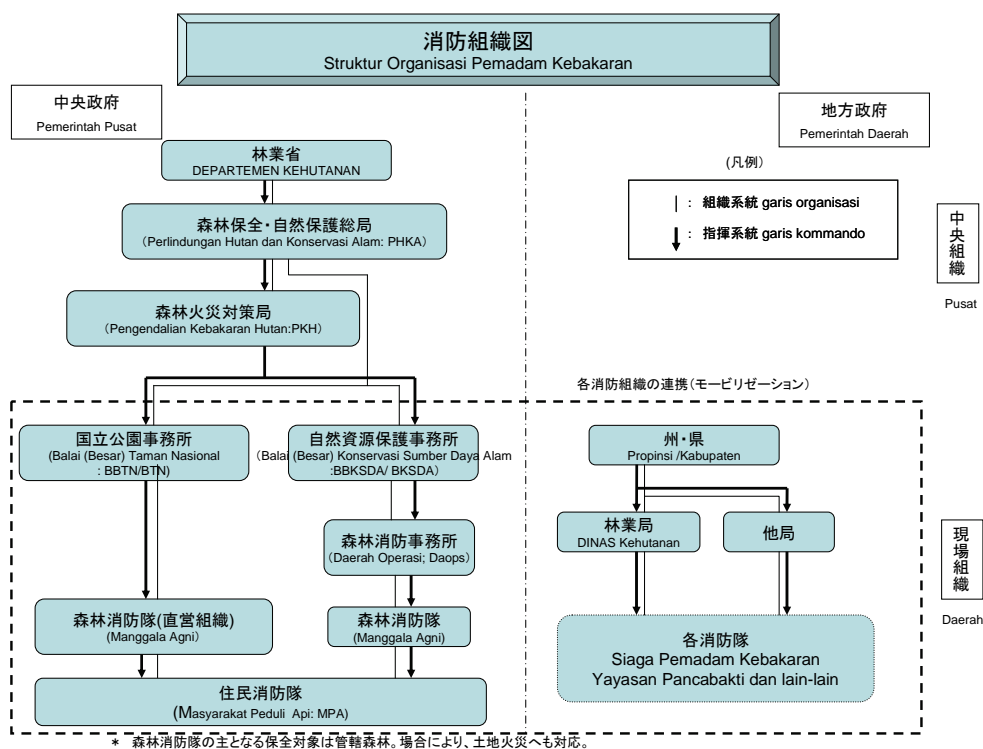 消防組織図
Struktur Organisasi Pemadam Kebakaran
中央政府
Pemerintah Pusat
地方政府
Pemerintah Daerah
林業省
DEPARTEMEN KEHUTANAN
(凡例)
｜ ： 組織系統 garis organisasi
： 指揮系統 garis kommando
森林保全・自然保護総局
（Perlindungan Hutan dan Konservasi Alam: PHKA）
中央組織
Pusat
森林火災対策局
（Pengendalian Kebakaran Hutan:PKH）
各消防組織の連携（モービリゼーション）
国立公園事務所
(Balai (Besar) Taman Nasional
: BBTN/BTN)
自然資源保護事務所
(Balai (Besar) Konservasi Sumber Daya Alam
:BBKSDA/ BKSDA）
州・県
Propinsi /Kabupaten
森林消防事務所
（Daerah Operasi; Daops）
林業局
DINAS Kehutanan
他局
現場組織
Daerah
森林消防隊(直営組織)
(Manggala Agni）
森林消防隊
(Manggala Agni)
各消防隊
Siaga Pemadam Kebakaran
Yayasan Pancabakti dan lain-lain
住民消防隊
(Masyarakat Peduli Api: MPA)
* 森林消防隊の主となる保全対象は管轄森林。場合により、土地火災へも対応。